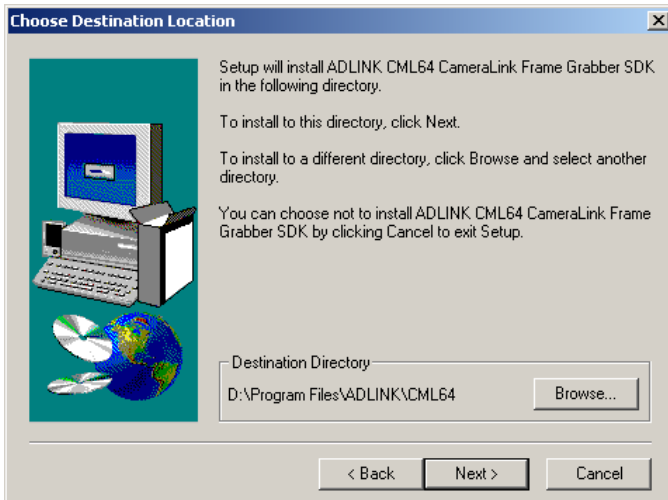 Choose Destination Location
Setup will install ADLINK CML64 CameraLink Frame Grabber SDK
in the following directory.
To install to this directory, click Next.
To install to a different directory, click Browse and select another
directory.
You can choose not to install ADLINK CML64 CameraLink Frame
Grabber SDK by clicking Cancel to exit Setup.
Destination Directory
D:\Program Files\ADLINK\CML64
Browse...
< Back
Next >
Cancel